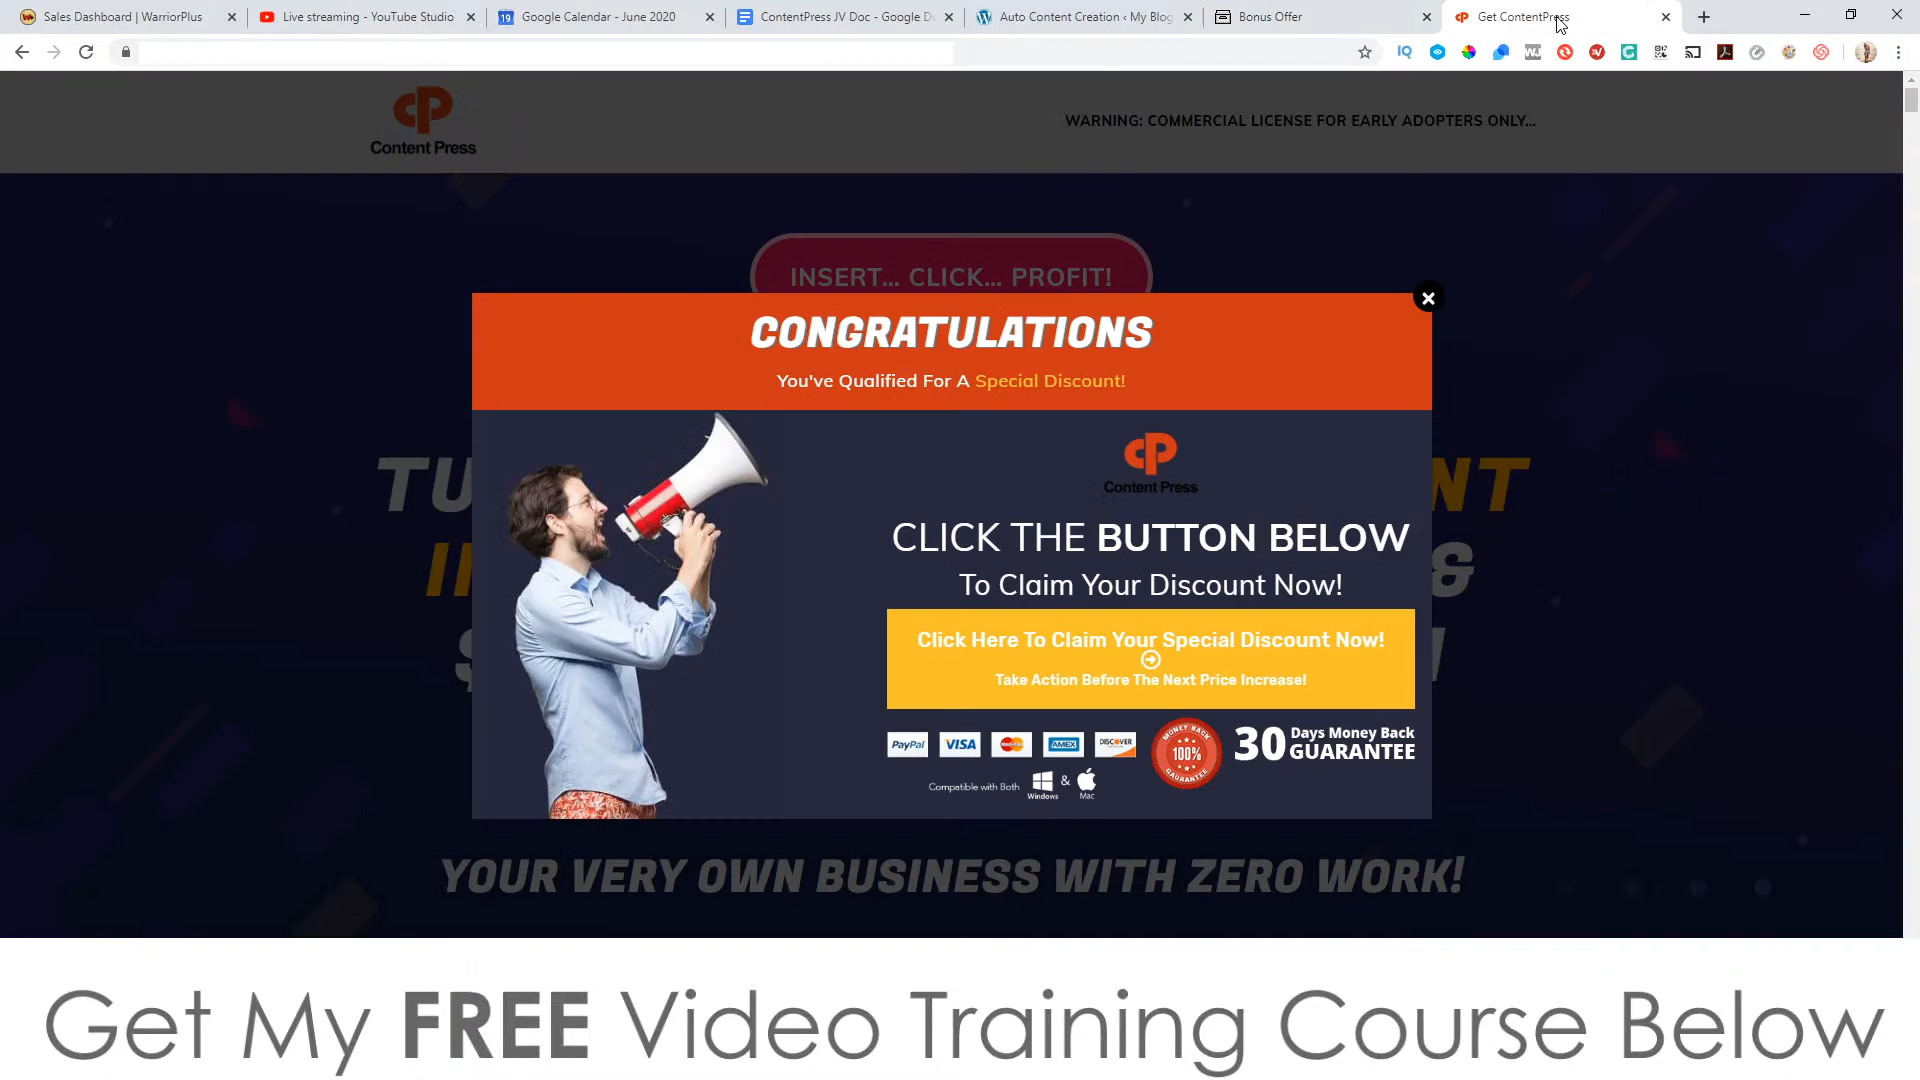 Sales Dashboard | WarriorPlus
Live streaming - YouTube Studio
Google Calendar - June 2020
ContentPress JV Doc - Google D
Auto Content Creation ‹ My Blog
Bonus Offer
Get ContentPress
Content Press
WARNING: COMMERCIAL LICENSE FOR EARLY ADOPTERS ONLY...
INSERT... CLICK... PROFIT!
CONGRATULATIONS
You've Qualified For A Special Discount!
Content Press
CLICK THE BUTTON BELOW
To Claim Your Discount Now!
Click Here To Claim Your Special Discount Now!
Take Action Before The Next Price Increase!
PayPal VISA MasterCard AMEX DISCOVER
MONEY BACK 100% GUARANTEE
30 Days Money Back GUARANTEE
Compatible with Both Windows & Mac
YOUR VERY OWN BUSINESS WITH ZERO WORK!
Get My FREE Video Training Course Below